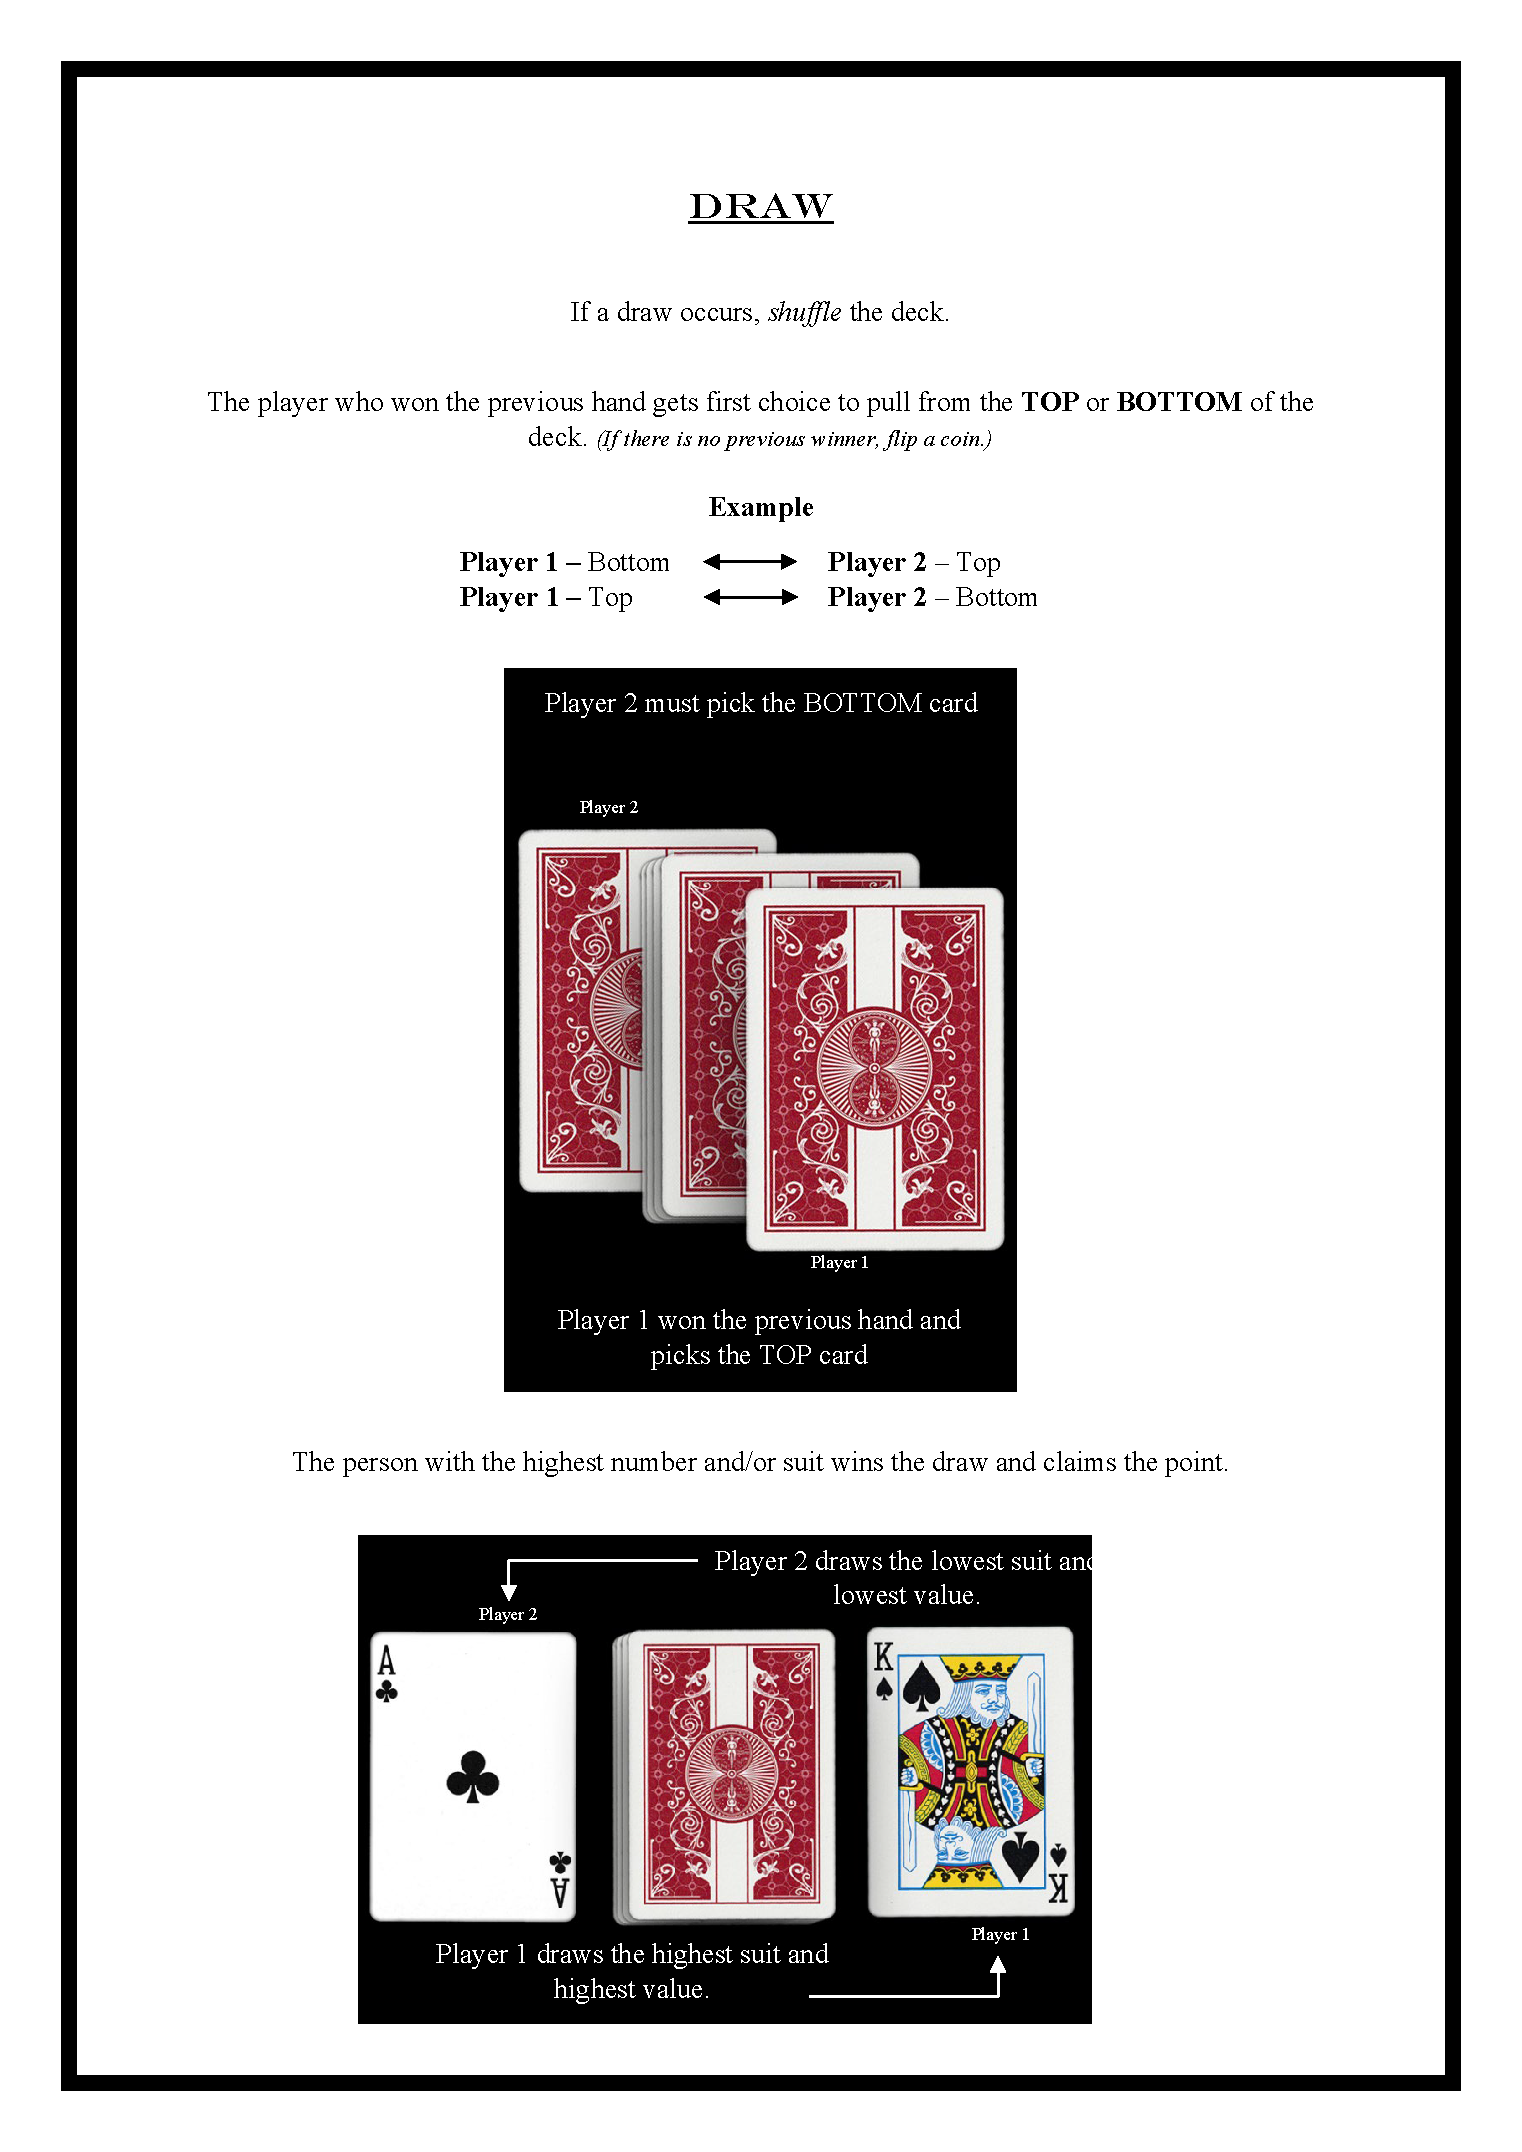 DRAW
If a draw occurs, shuffle the deck.
The player who won the previous hand gets first choice to pull from the TOP or BOTTOM of the
deck. (If there is no previous winner, flip a coin.)
Example
Player 1 – Bottom Player 2 – Top
Player 1 – Top Player 2 – Bottom
Player 2 must pick the BOTTOM card
Player 2
Player 1
Player 1 won the previous hand and
picks the TOP card
The person with the highest number and/or suit wins the draw and claims the point.
Player 2 draws the lowest suit and
lowest value.
Player 2
A
K
A
K
Player 1
Player 1 draws the highest suit and
highest value.